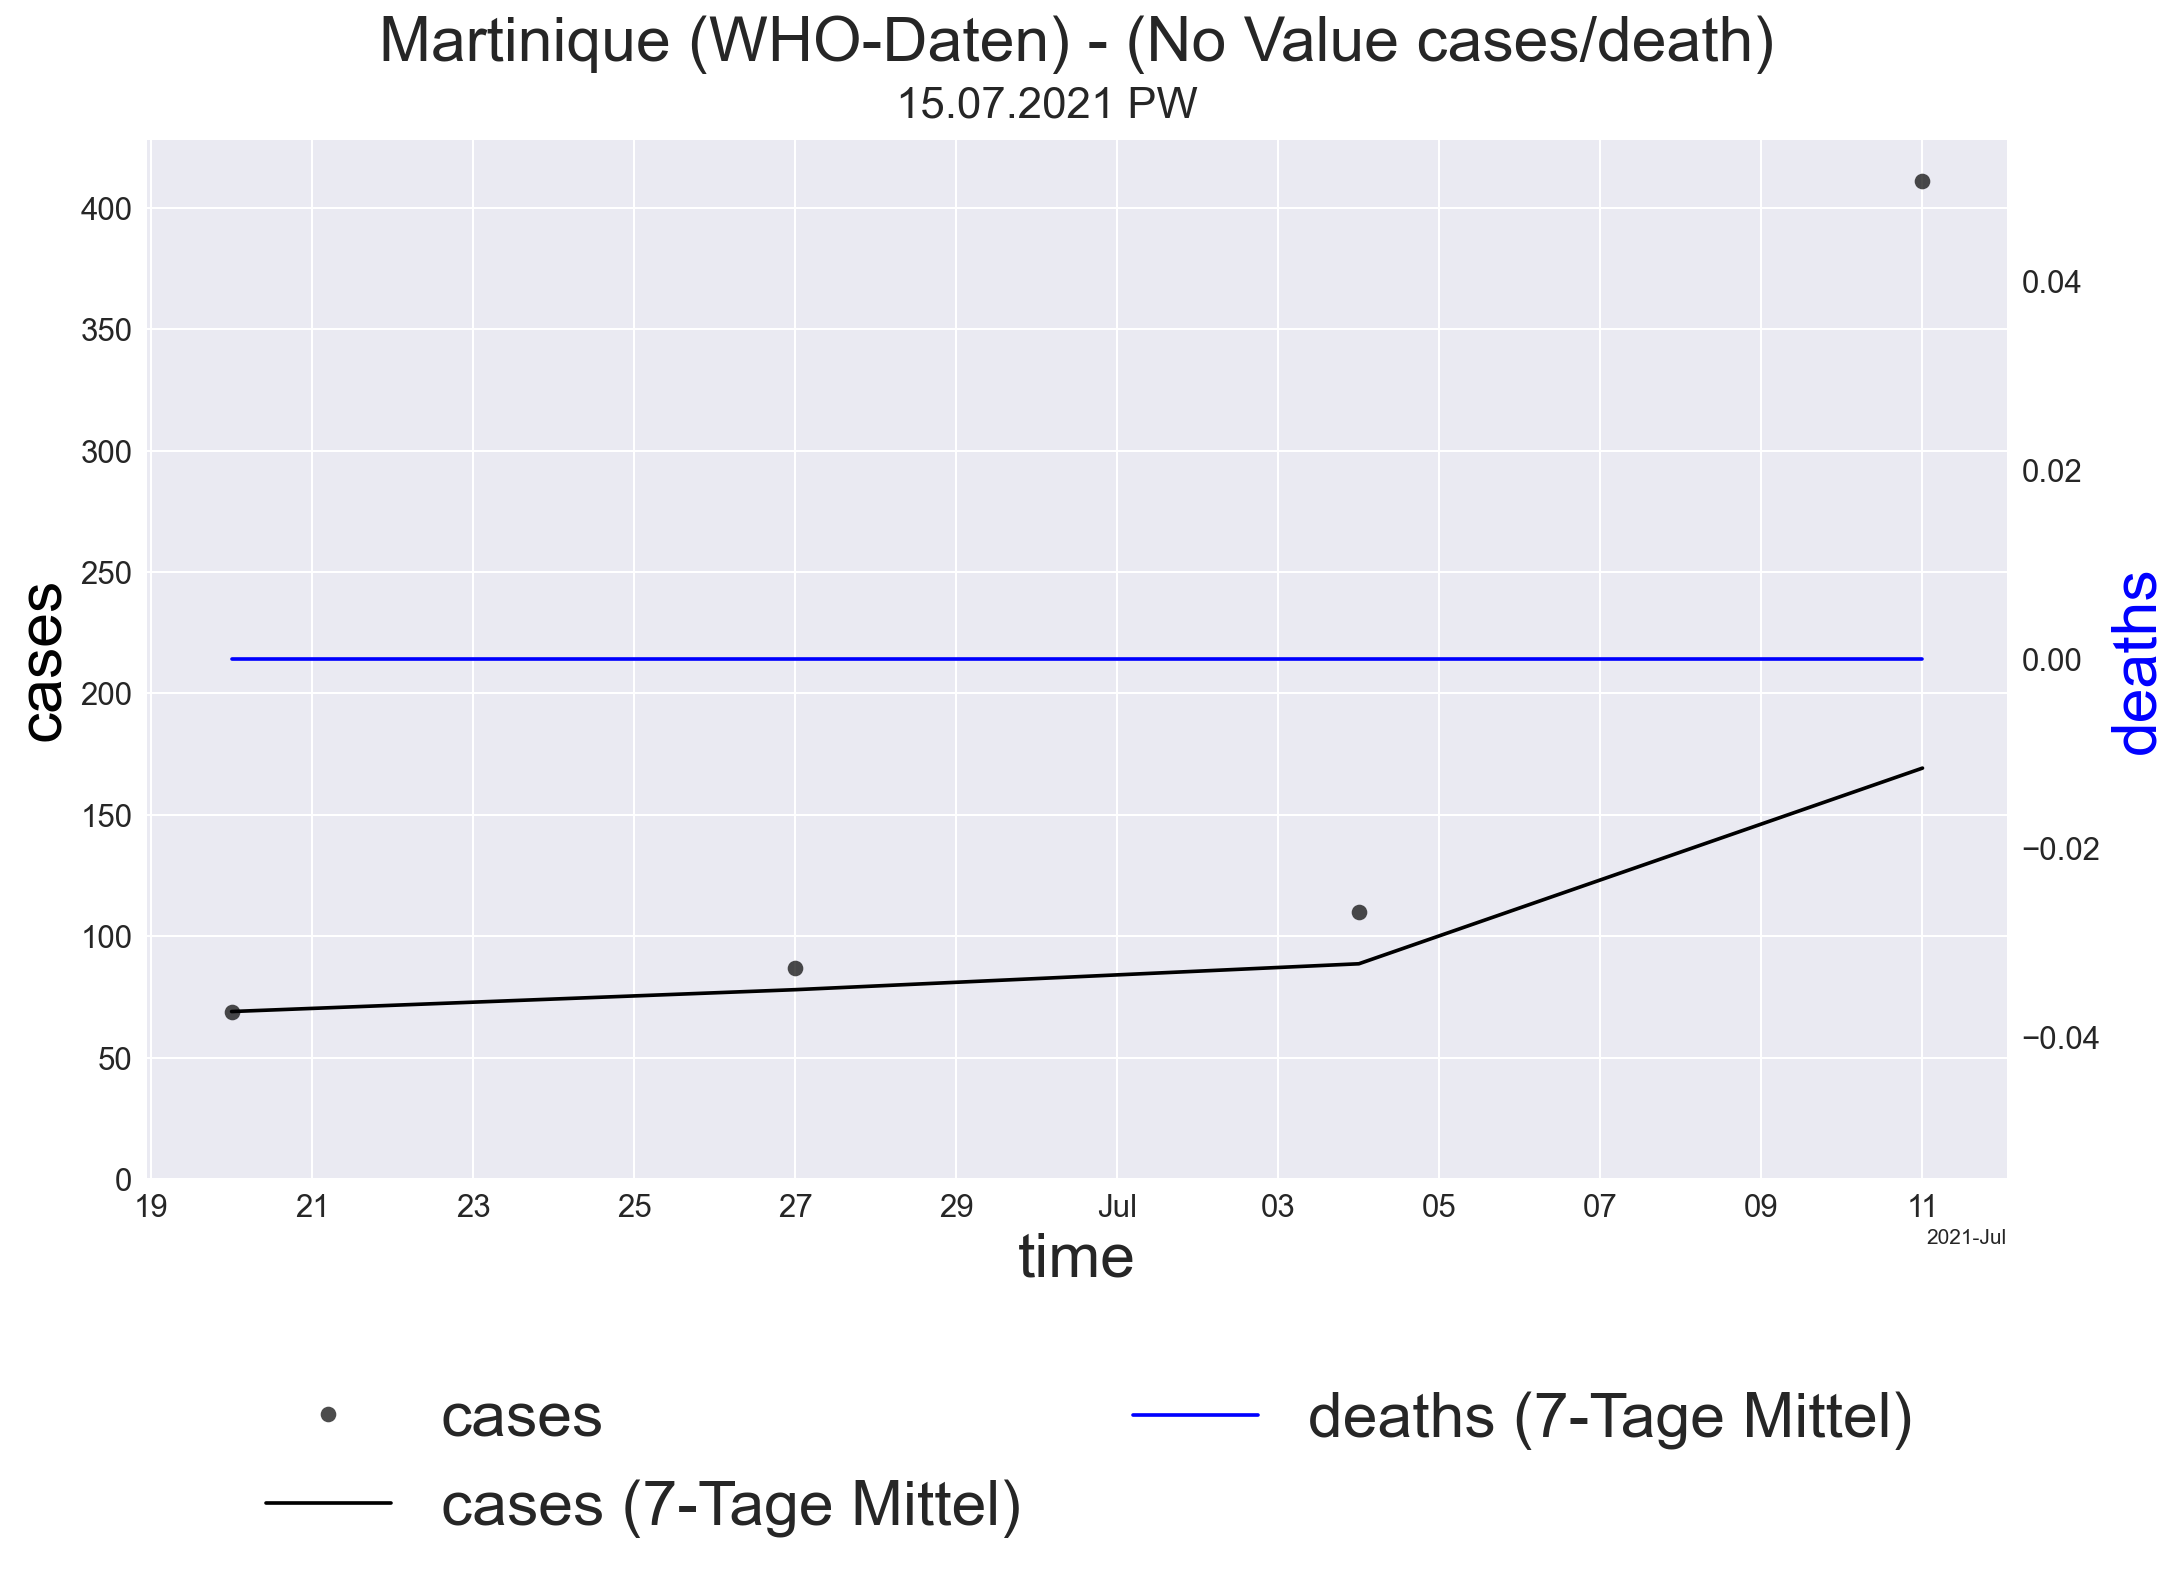 Martinique (WHO-Daten) - (No Value cases/death)
15.07.2021 PW
400
350
300
250
200
150
100
50
0
cases
0.04
0.02
0.00
−0.02
−0.04
deaths
19 21 23 25 27 29 Jul 03 05 07 09 11
2021-Jul
time
cases
cases (7-Tage Mittel)
deaths (7-Tage Mittel)